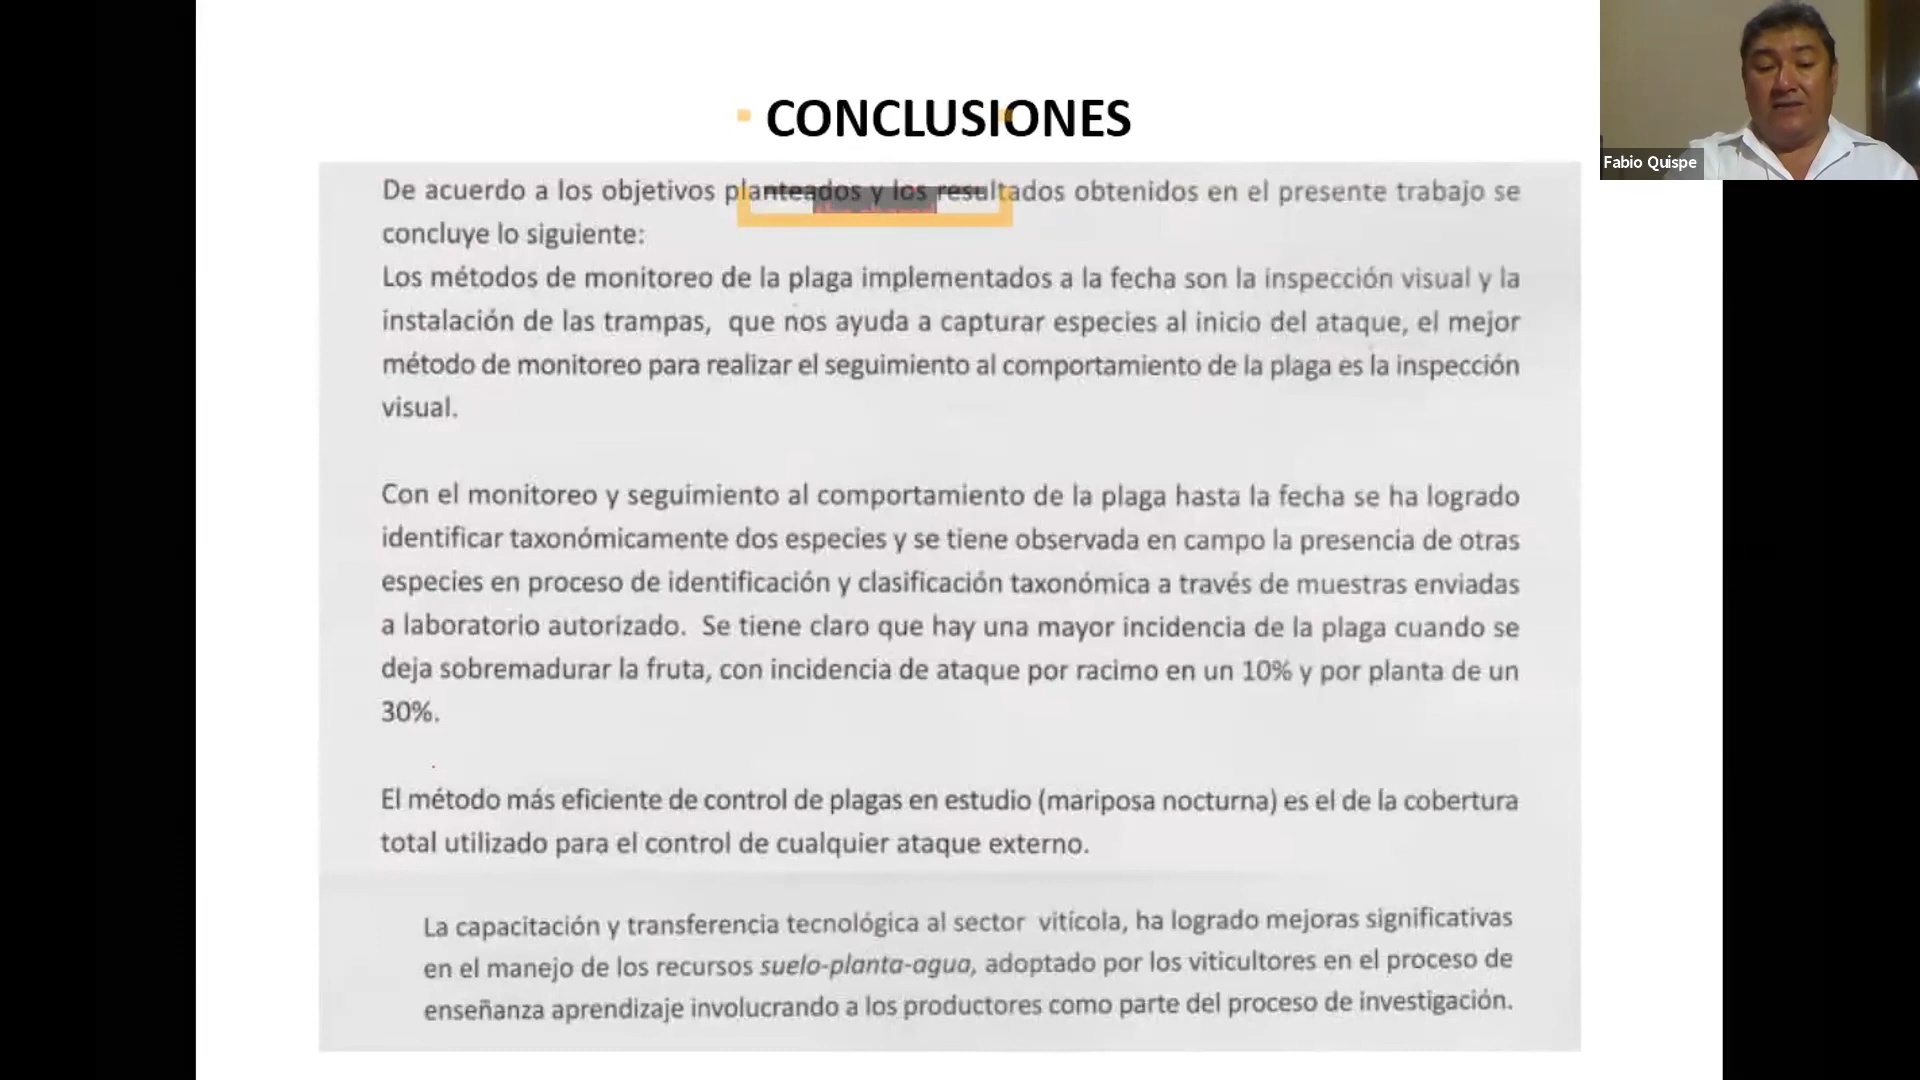 CONCLUSIONES
Fabio Quispe
De acuerdo a los objetivos planteados y los resultados obtenidos en el presente trabajo se
concluye lo siguiente:
Los métodos de monitoreo de la plaga implementados a la fecha son la inspección visual y la
instalación de las trampas, que nos ayuda a capturar especies al inicio del ataque, el mejor
método de monitoreo para realizar el seguimiento al comportamiento de la plaga es la inspección
visual.
Con el monitoreo y seguimiento al comportamiento de la plaga hasta la fecha se ha logrado
identificar taxonómicamente dos especies y se tiene observada en campo la presencia de otras
especies en proceso de identificación y clasificación taxonómica a través de muestras enviadas
a laboratorio autorizado. Se tiene claro que hay una mayor incidencia de la plaga cuando se
deja sobremadurar la fruta, con incidencia de ataque por racimo en un 10% y por planta de un
30%.
El método más eficiente de control de plagas en estudio (mariposa nocturna) es el de la cobertura
total utilizado para el control de cualquier ataque externo.
La capacitación y transferencia tecnológica al sector vitícola, ha logrado mejoras significativas
en el manejo de los recursos suelo-planta-agua, adoptado por los viticultores en el proceso de
enseñanza aprendizaje involucrando a los productores como parte del proceso de investigación.